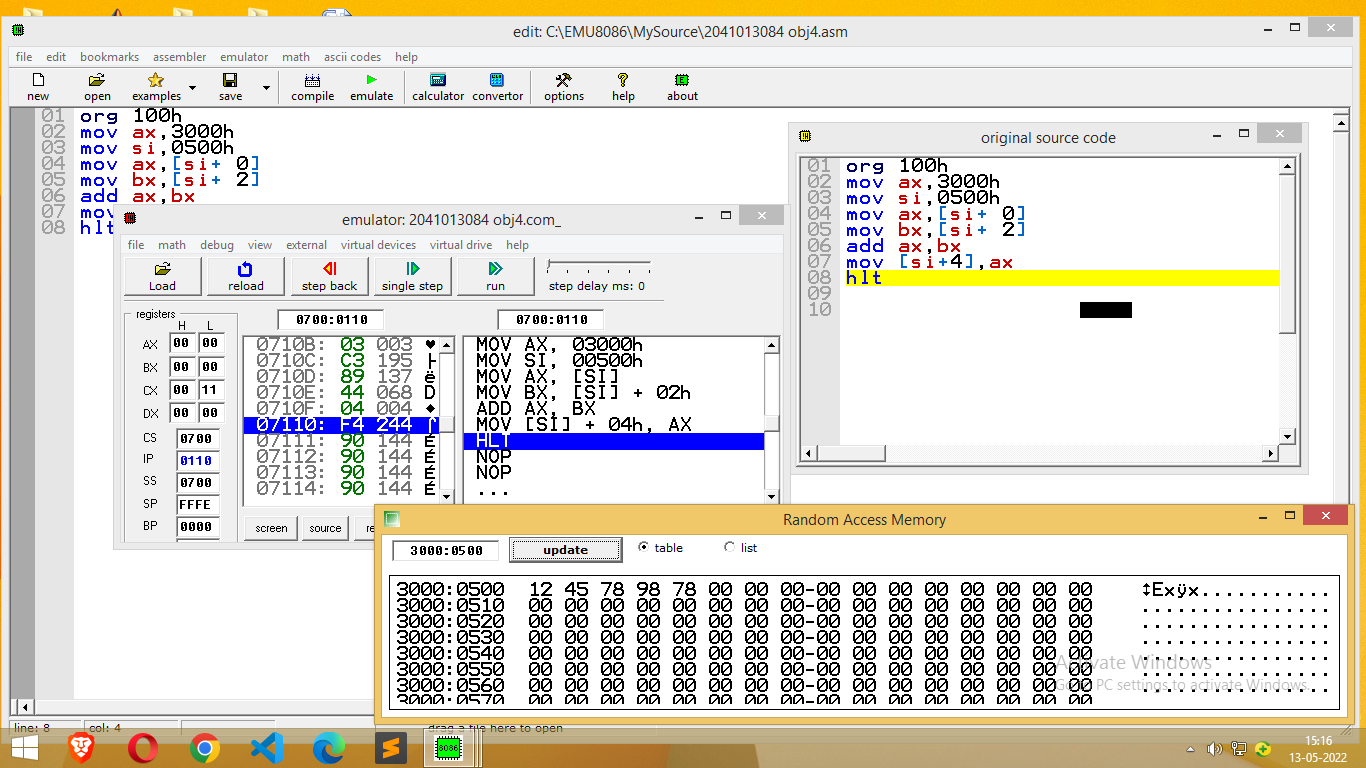 edit: C:\EMU8086\MySource\2041013084 obj4.asm
file edit bookmarks assembler emulator math ascii codes help
new open examples save compile emulate calculator convertor options help about
01 org 100h
02 mov ax,3000h
03 mov si,0500h
04 mov ax,[si+ 0]
05 mov bx,[si+ 2]
06 add ax,bx
07 mov
08 hlt
original source code
01 org 100h
02 mov ax,3000h
03 mov si,0500h
04 mov ax,[si+ 0]
05 mov bx,[si+ 2]
06 add ax,bx
07 mov [si+4],ax
08 hlt
09
10
emulator: 2041013084 obj4.com_
file math debug view external virtual devices virtual drive help
Load reload step back single step run step delay ms: 0
registers
H L
AX 00 00
BX 00 00
CX 00 11
DX 00 00
CS 0700
IP 0110
SS 0700
SP FFFE
BP 0000
0700:0110
0710B: 03 003 ♥
0710C: C3 195 ├
0710D: 89 137 ë
0710E: 44 068 D
0710F: 04 004 ♦
07110: F4 244 ⌠
07111: 90 144 É
07112: 90 144 É
07113: 90 144 É
07114: 90 144 É
0700:0110
MOV AX, 03000h
MOV SI, 00500h
MOV AX, [SI]
MOV BX, [SI] + 02h
ADD AX, BX
MOV [SI] + 04h, AX
HLT
NOP
NOP
...
screen source re
Random Access Memory
3000:0500 update table list
3000:0500 12 45 78 98 78 00 00 00-00 00 00 00 00 00 00 00 ↕Exÿx...........
3000:0510 00 00 00 00 00 00 00 00-00 00 00 00 00 00 00 00 ................
3000:0520 00 00 00 00 00 00 00 00-00 00 00 00 00 00 00 00 ................
3000:0530 00 00 00 00 00 00 00 00-00 00 00 00 00 00 00 00 ................
3000:0540 00 00 00 00 00 00 00 00-00 00 00 00 00 00 00 00 ................
3000:0550 00 00 00 00 00 00 00 00-00 00 00 00 00 00 00 00 ................
3000:0560 00 00 00 00 00 00 00 00-00 00 00 00 00 00 00 00 ................
3000:0570 00 00 00 00 00 00 00 00-00 00 00 00 00 00 00 00
Activate Windows
Go to PC settings to activate Windows.
line: 8 col: 4 drag a file here to open
8086
15:16
13-05-2022